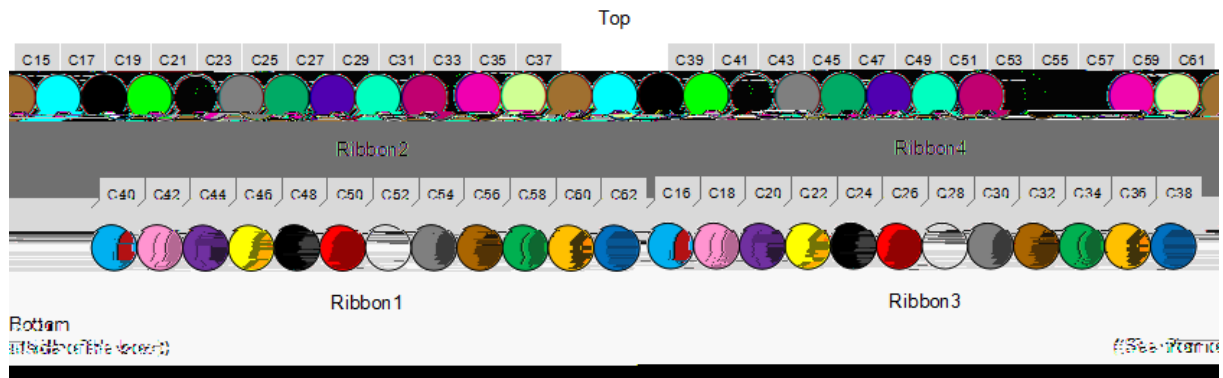 Top
C15 C17 C19 C21 C23 C25 C27 C29 C31 C33 C35 C37 C39 C41 C43 C45 C47 C49 C51 C53 C55 C57 C59 C61
Ribbon2 Ribbon4
C40 C42 C44 C46 C48 C50 C52 C54 C56 C58 C60 C62 C16 C18 C20 C22 C24 C26 C28 C30 C32 C34 C36 C38
Ribbon1 Ribbon3
Bottom